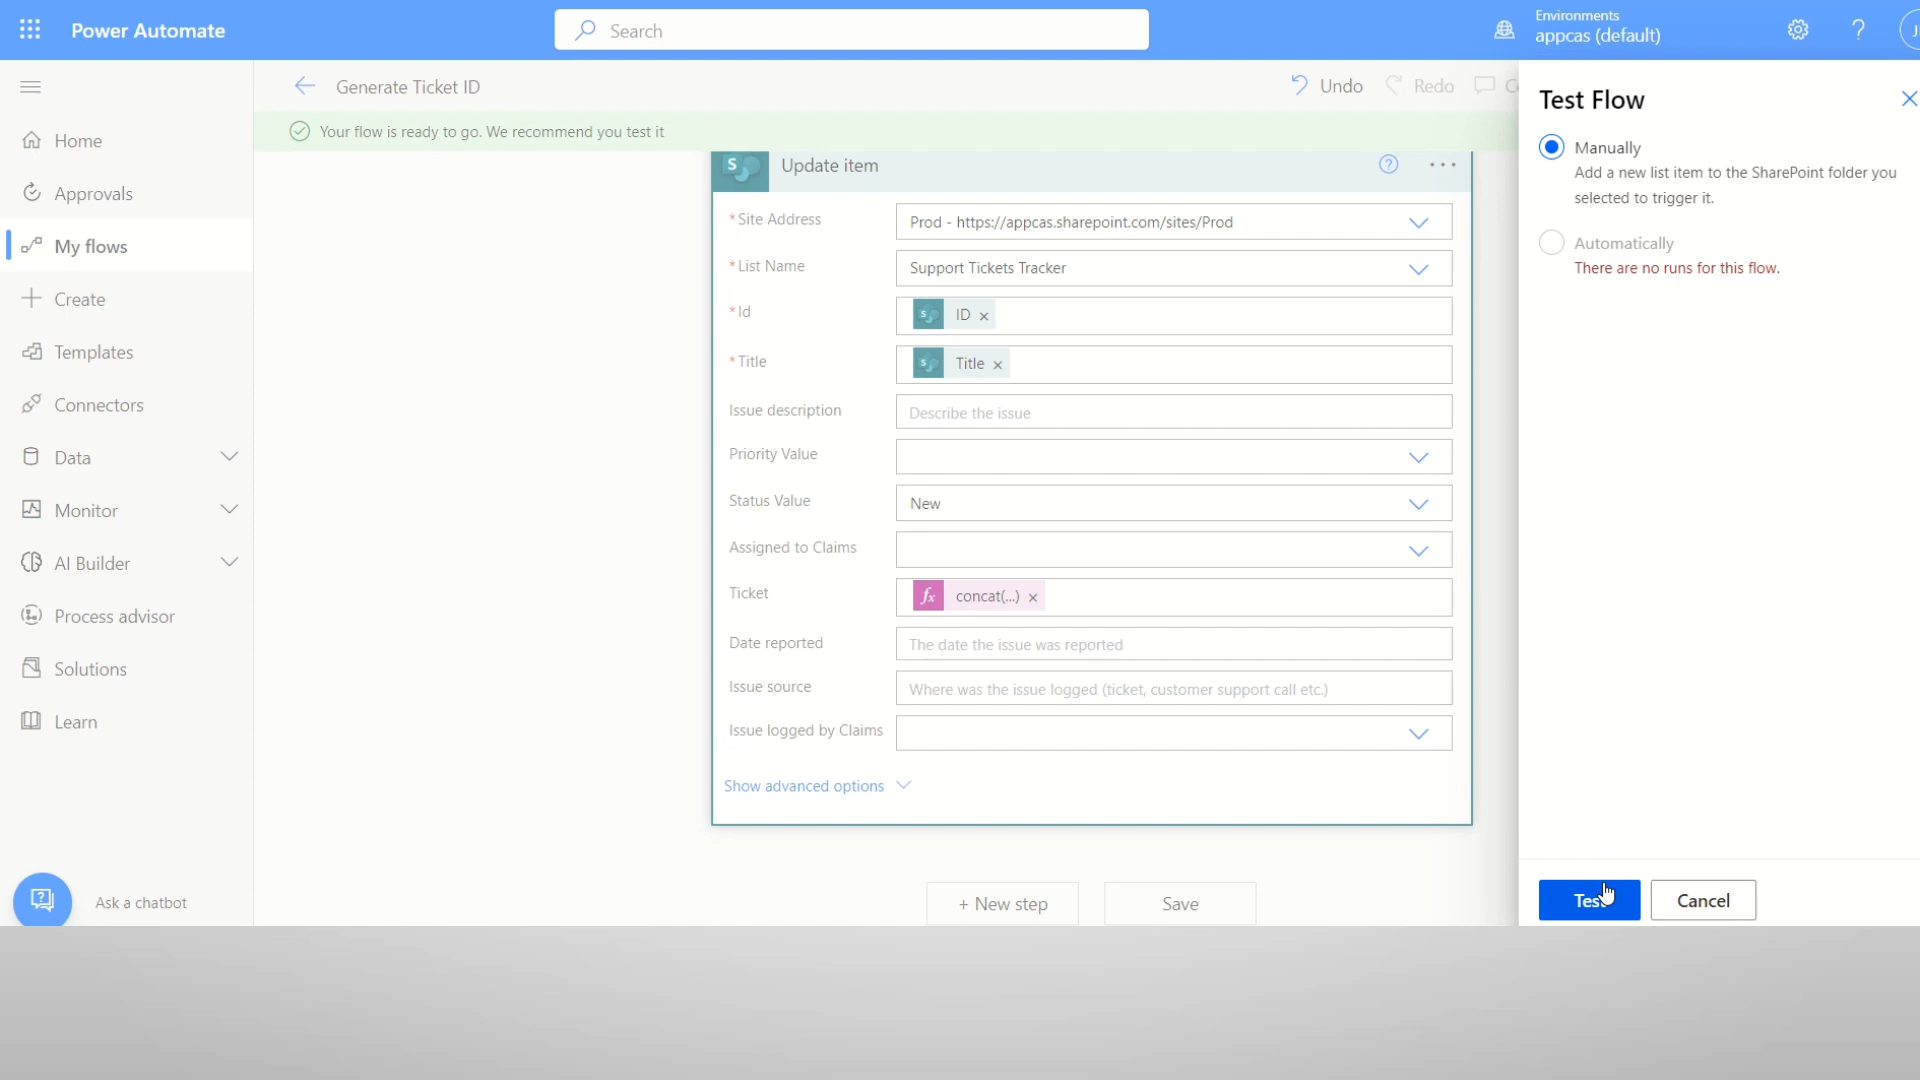 Power Automate
Search
Environments
appcas (default)
?
Generate Ticket ID
Undo
Redo
Your flow is ready to go. We recommend you test it
Home
Approvals
My flows
Create
Templates
Connectors
Data
Monitor
AI Builder
Process advisor
Solutions
Learn
Ask a chatbot
S
Update item
?
* Site Address
Prod - https://appcas.sharepoint.com/sites/Prod
* List Name
Support Tickets Tracker
* Id
ID ×
* Title
Title ×
Issue description
Describe the issue
Priority Value
Status Value
New
Assigned to Claims
Ticket
fx concat(...) ×
Date reported
The date the issue was reported
Issue source
Where was the issue logged (ticket, customer support call etc.)
Issue logged by Claims
Show advanced options
+ New step
Save
Test Flow
Manually
Add a new list item to the SharePoint folder you
selected to trigger it.
Automatically
There are no runs for this flow.
Test
Cancel